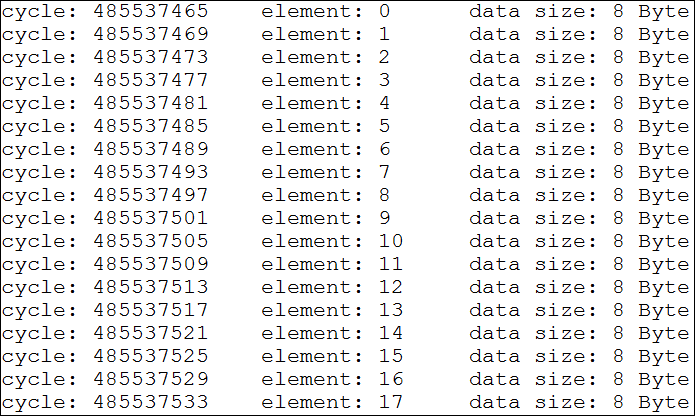 cycle: 485537465 element: 0 data size: 8 Byte
cycle: 485537469 element: 1 data size: 8 Byte
cycle: 485537473 element: 2 data size: 8 Byte
cycle: 485537477 element: 3 data size: 8 Byte
cycle: 485537481 element: 4 data size: 8 Byte
cycle: 485537485 element: 5 data size: 8 Byte
cycle: 485537489 element: 6 data size: 8 Byte
cycle: 485537493 element: 7 data size: 8 Byte
cycle: 485537497 element: 8 data size: 8 Byte
cycle: 485537501 element: 9 data size: 8 Byte
cycle: 485537505 element: 10 data size: 8 Byte
cycle: 485537509 element: 11 data size: 8 Byte
cycle: 485537513 element: 12 data size: 8 Byte
cycle: 485537517 element: 13 data size: 8 Byte
cycle: 485537521 element: 14 data size: 8 Byte
cycle: 485537525 element: 15 data size: 8 Byte
cycle: 485537529 element: 16 data size: 8 Byte
cycle: 485537533 element: 17 data size: 8 Byte